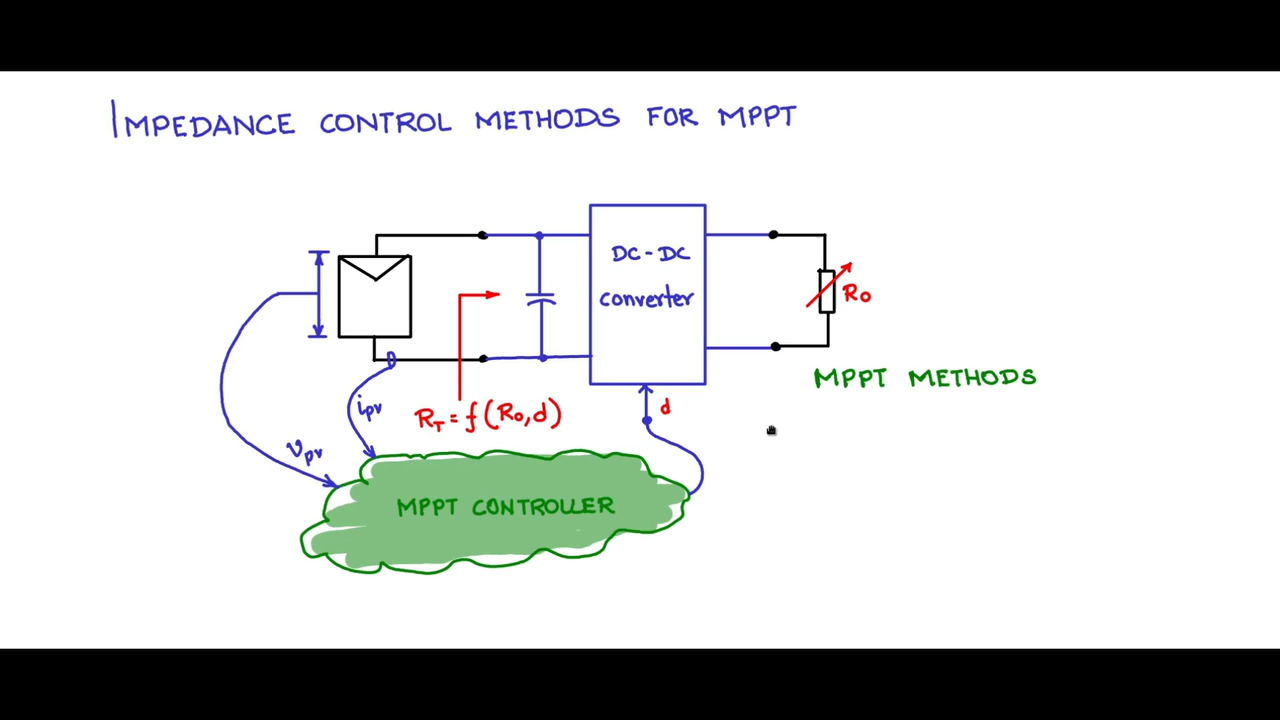 IMPEDANCE CONTROL METHODS FOR MPPT
DC-DC
converter
Ro
MPPT METHODS
ipv
RT = f(Ro,d)
d
vpv
MPPT CONTROLLER